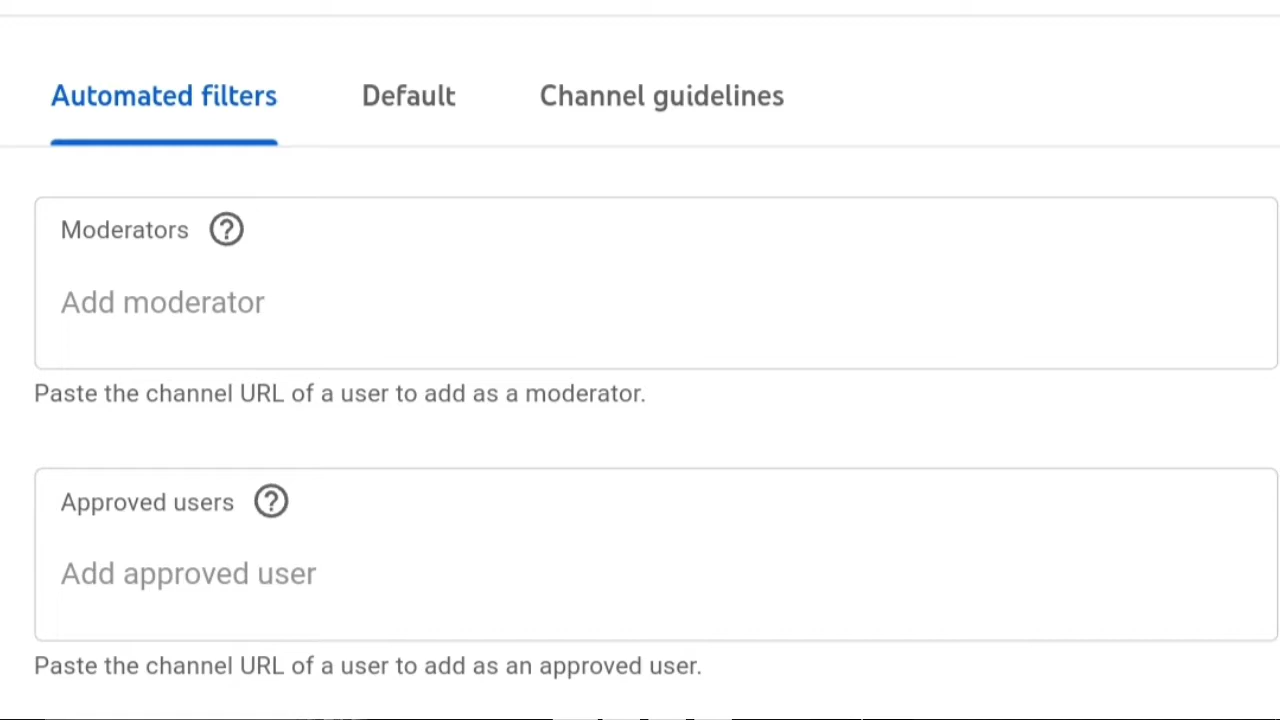 Automated filters Default Channel guidelines
Moderators
Add moderator
Paste the channel URL of a user to add as a moderator.
Approved users
Add approved user
Paste the channel URL of a user to add as an approved user.